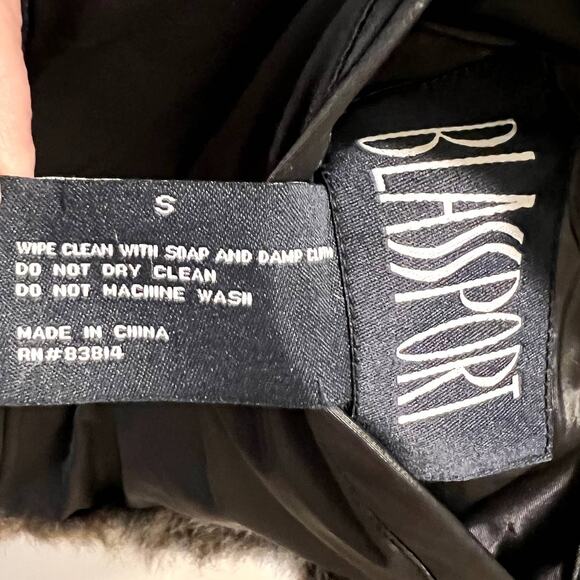 S
WIPE CLEAN WITH SOAP AND DAMP CLOTH
DO NOT DRY CLEAN
DO NOT MACHINE WASH
MADE IN CHINA
RN#83814
BLASSPORT